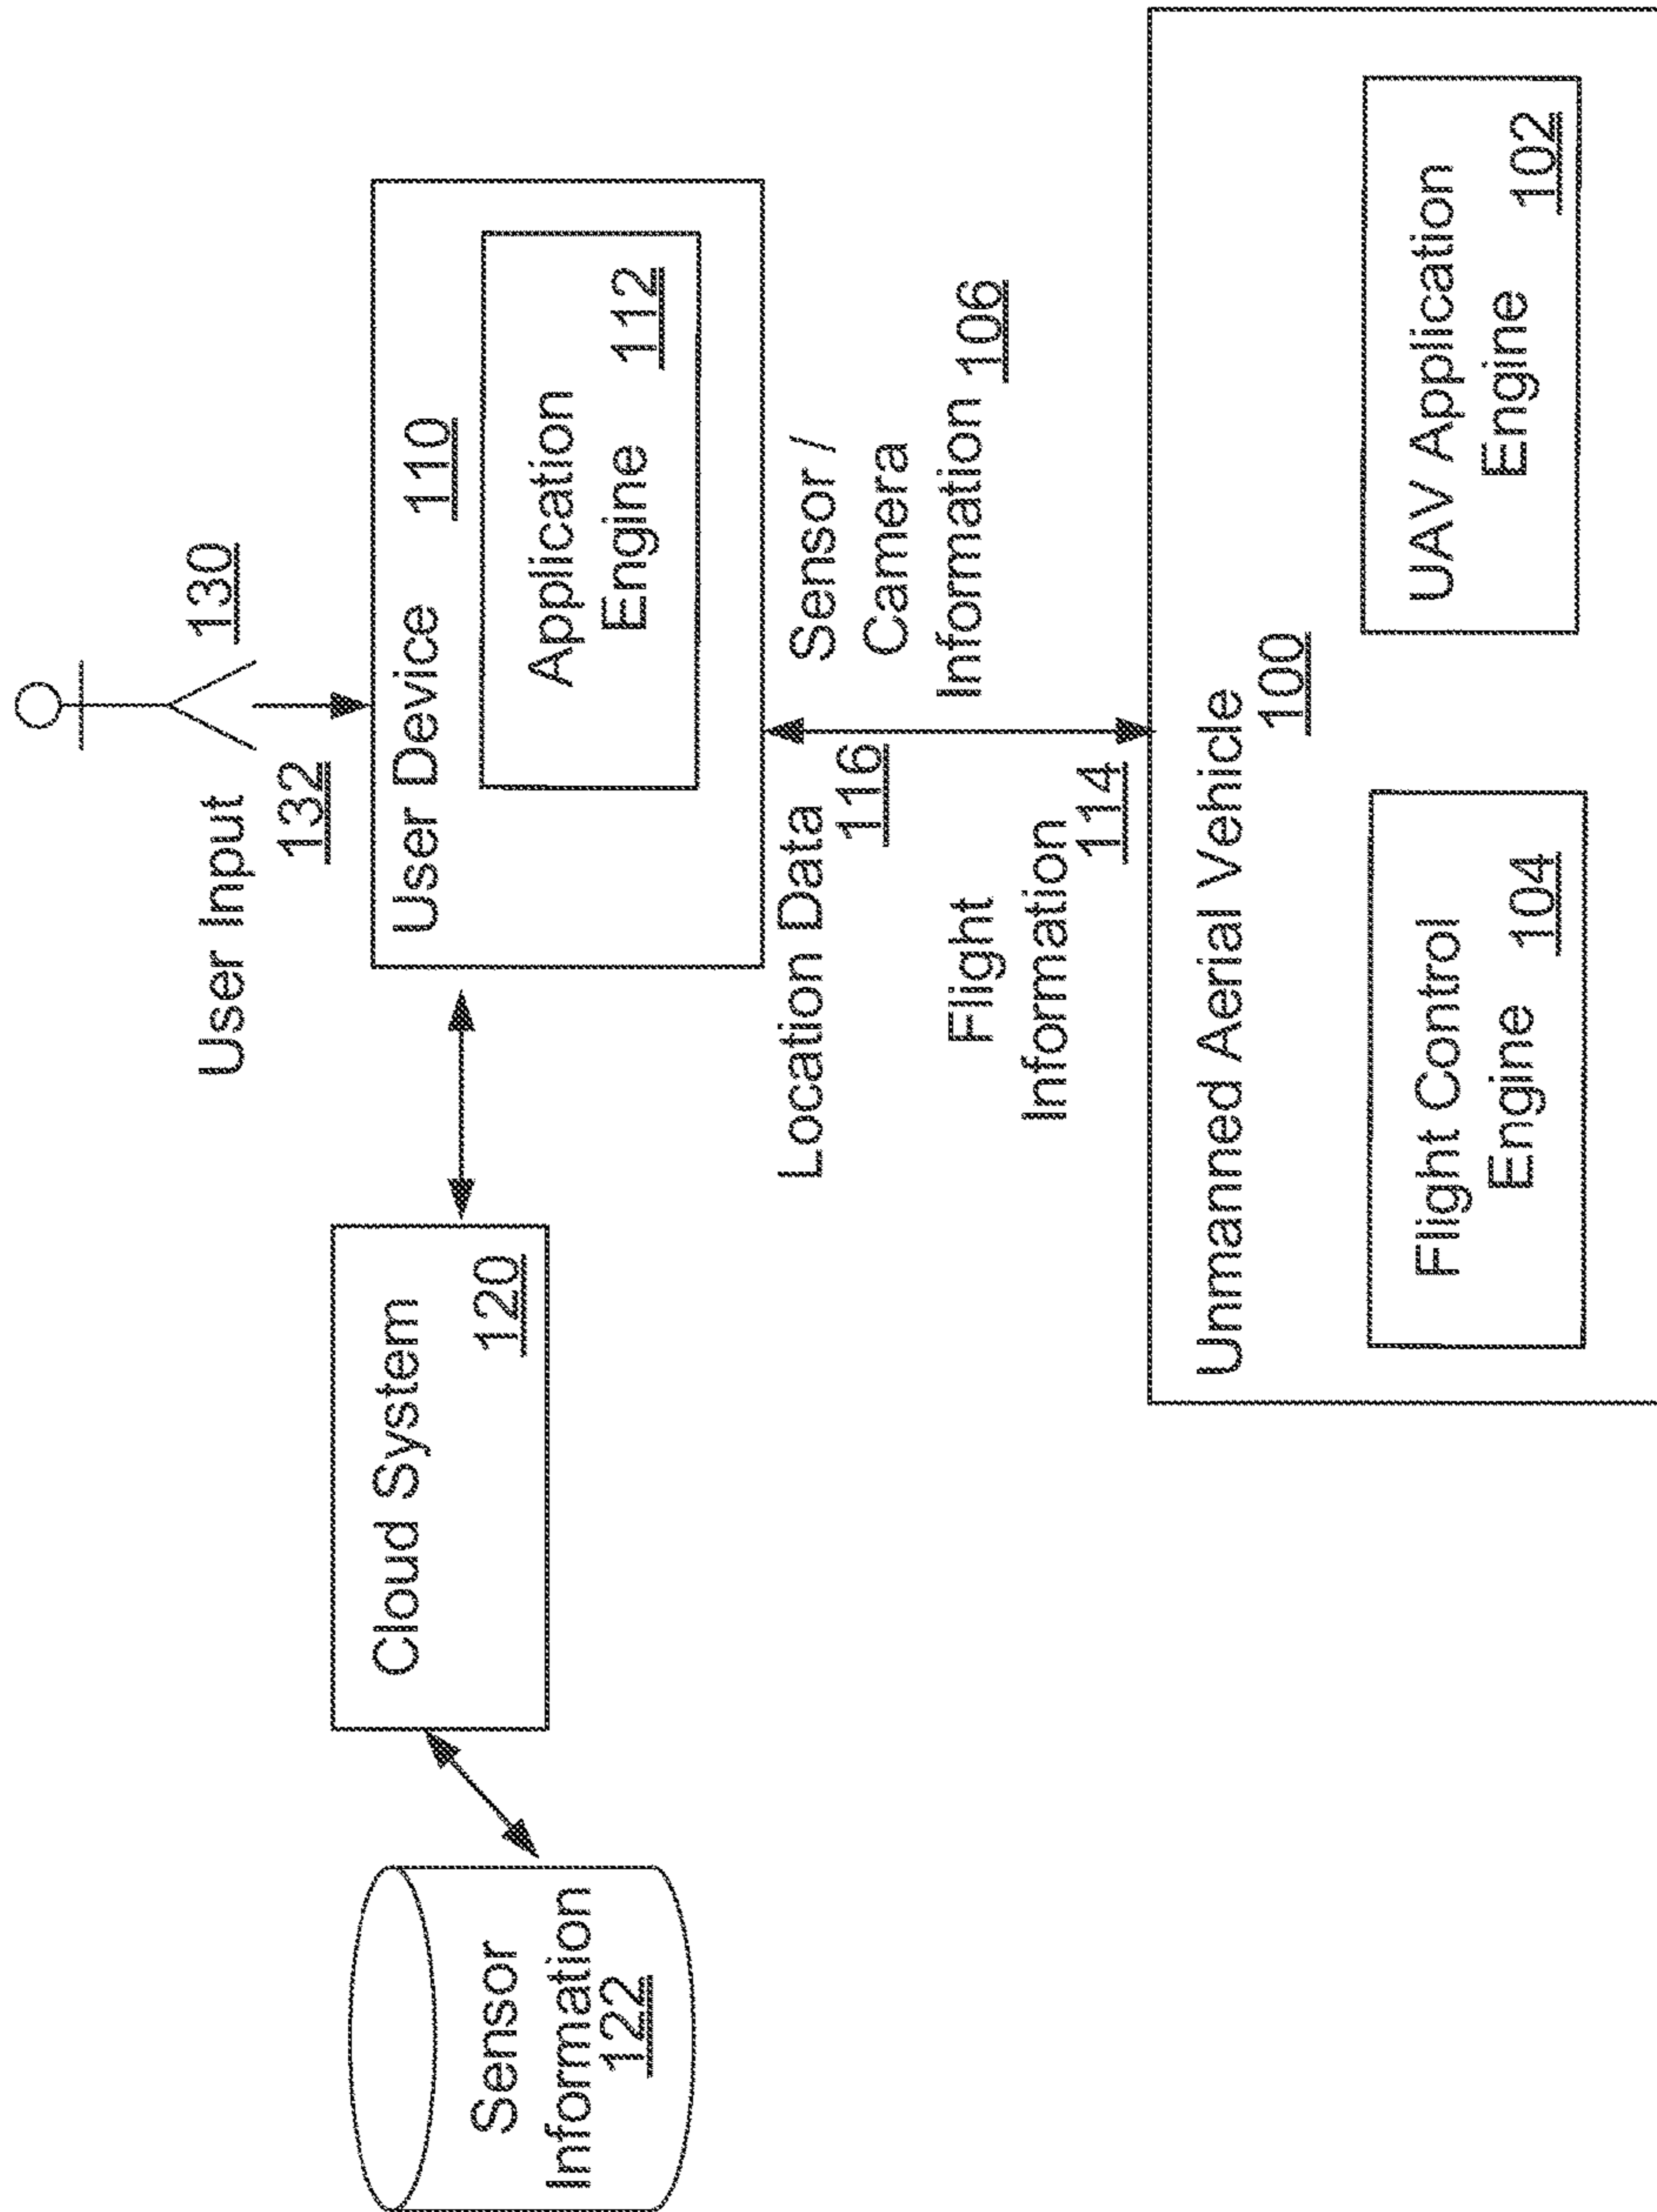 130
User Input
132
User Device 110
Application
Engine 112
Cloud System
120
Sensor
Information
122
Location Data
116
Flight
Information
114
Sensor /
Camera
Information 106
Unmanned Aerial Vehicle
100
Flight Control
Engine 104
UAV Application
Engine 102